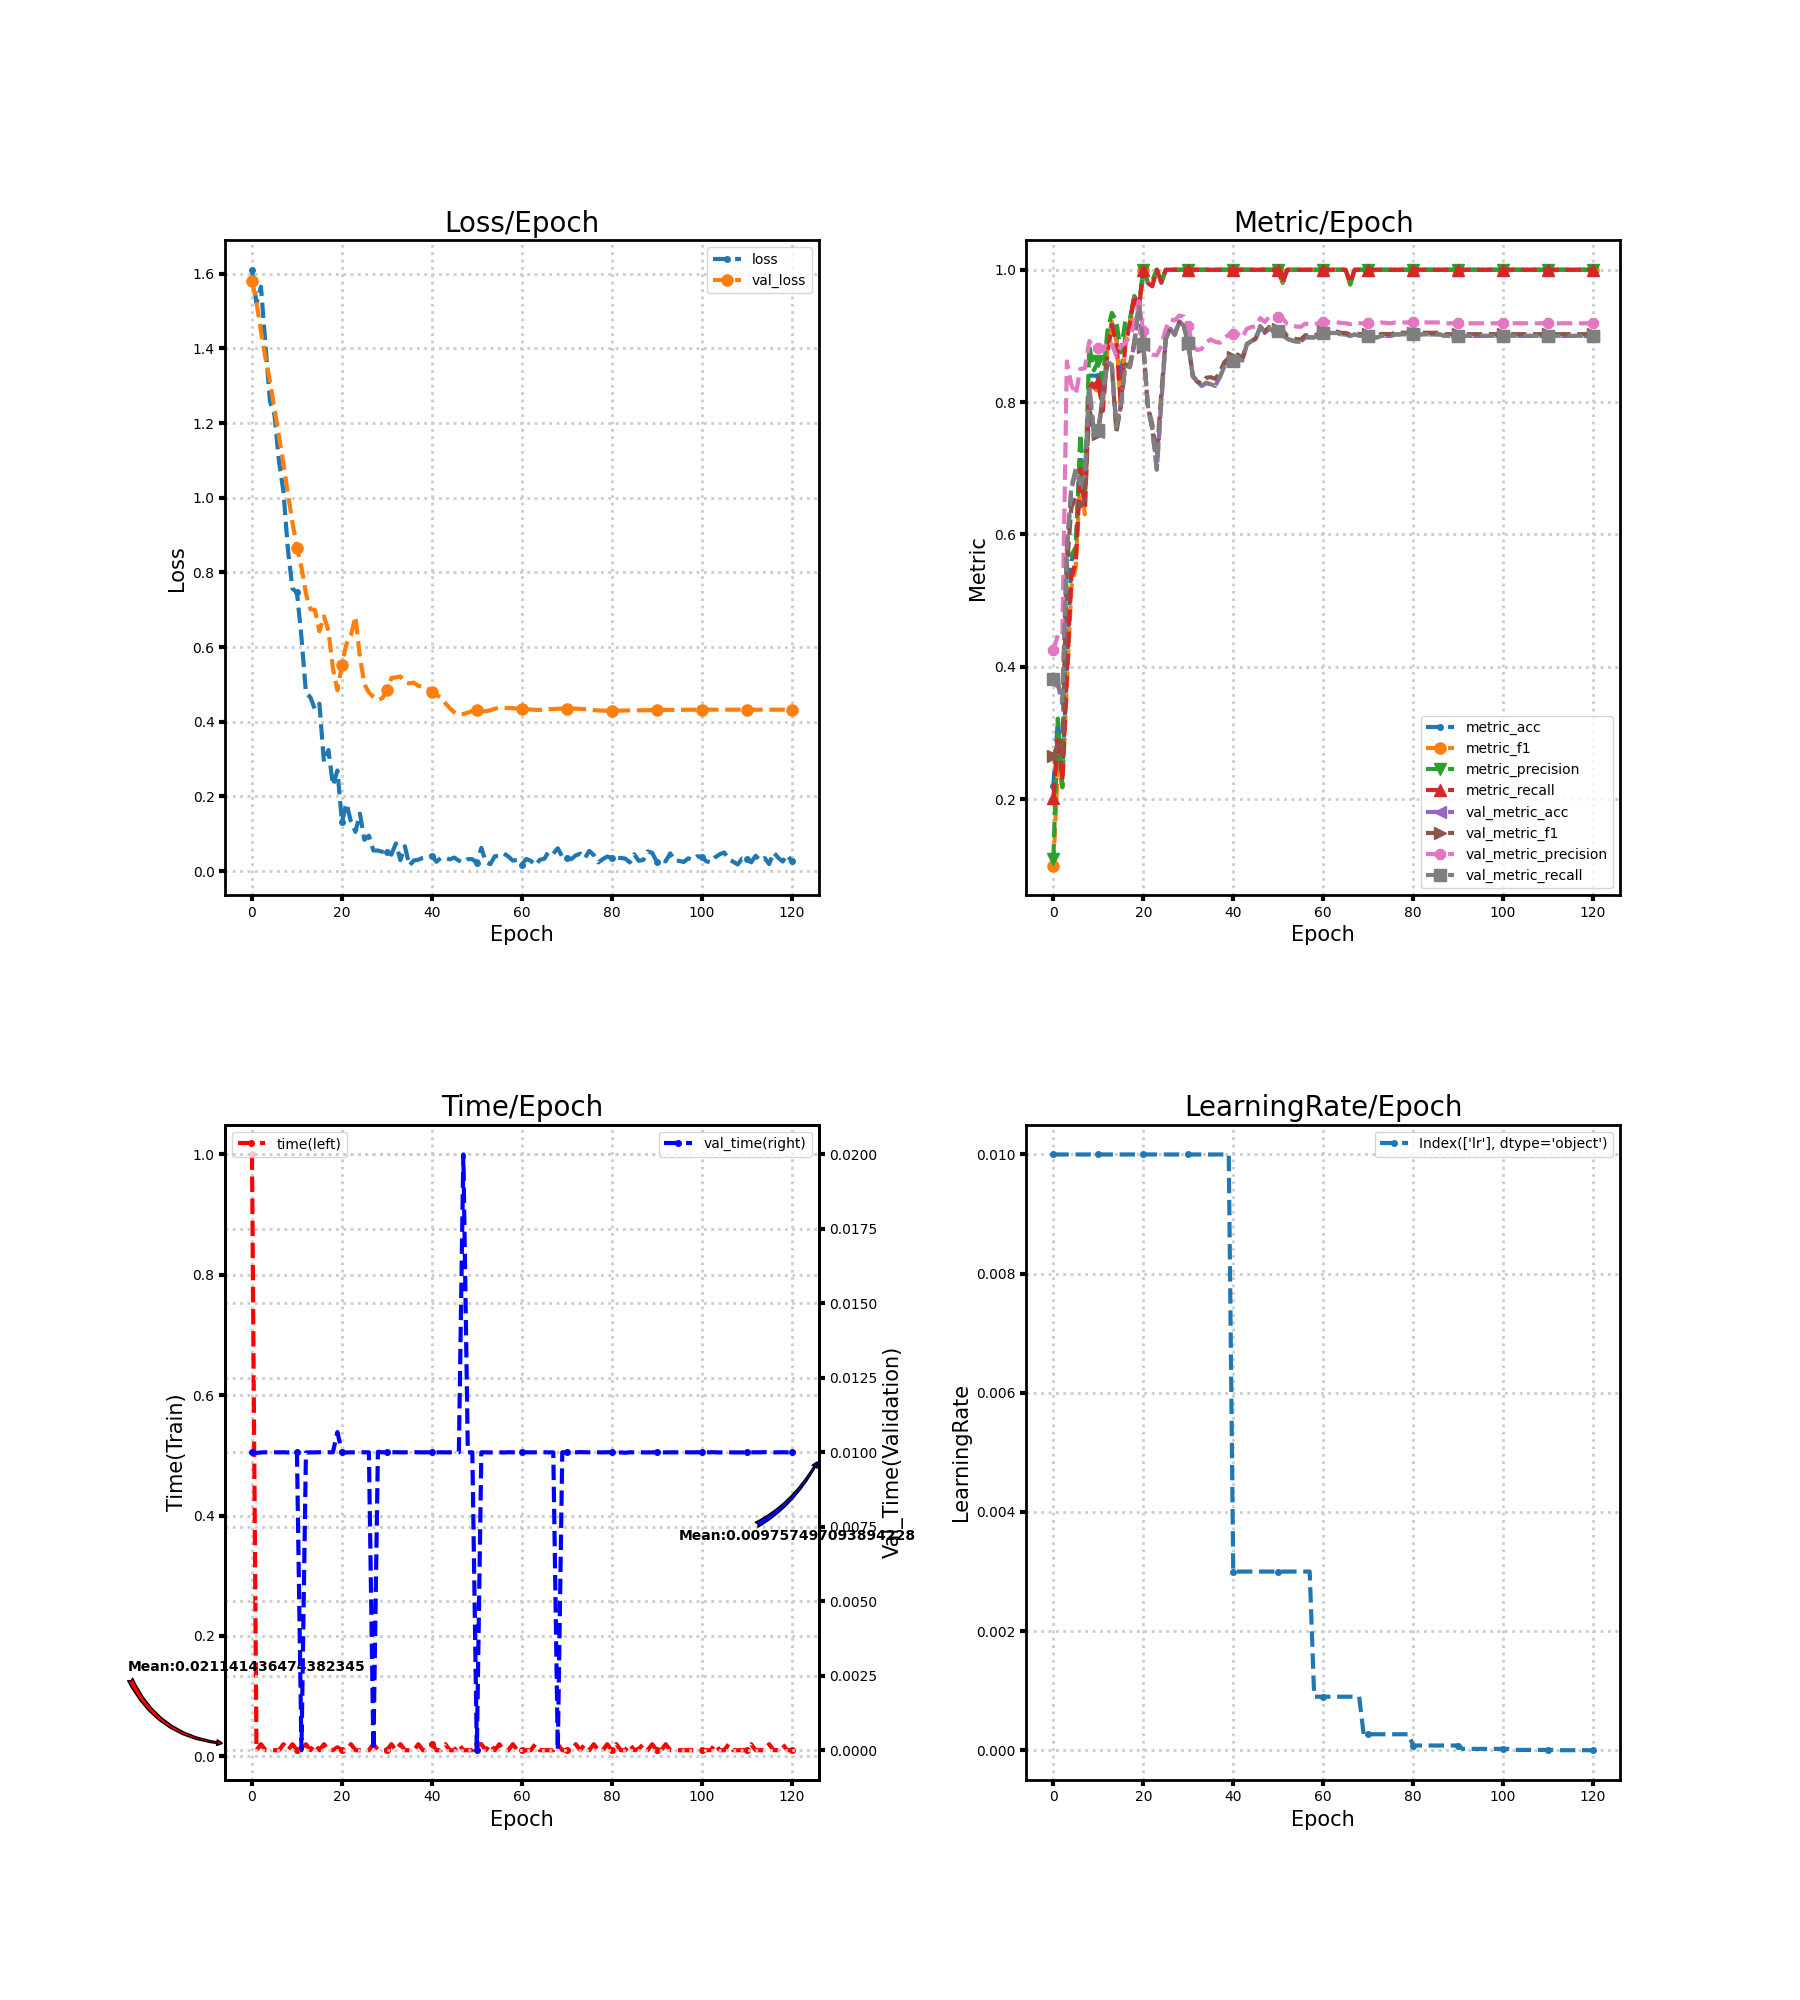 Loss/Epoch
1.6
1.4
1.2
1.0
0.8
0.6
0.4
0.2
0.0
Loss
loss
val_loss
0 20 40 60 80 100 120
Epoch
Metric/Epoch
1.0
0.8
0.6
0.4
0.2
Metric
metric_acc
metric_f1
metric_precision
metric_recall
val_metric_acc
val_metric_f1
val_metric_precision
val_metric_recall
0 20 40 60 80 100 120
Epoch
Time/Epoch
time(left)
val_time(right)
1.0
0.8
0.6
0.4
0.2
0.0
Time(Train)
0.0200
0.0175
0.0150
0.0125
0.0100
0.0075
0.0050
0.0025
0.0000
Val_Time(Validation)
Mean:0.009757497093894228
Mean:0.021141436474382345
0 20 40 60 80 100 120
Epoch
LearningRate/Epoch
Index(['lr'], dtype='object')
0.010
0.008
0.006
0.004
0.002
0.000
LearningRate
0 20 40 60 80 100 120
Epoch